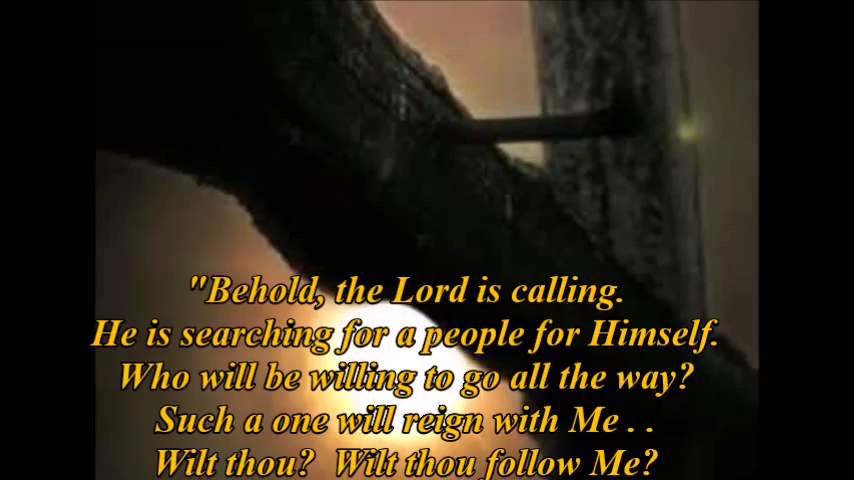 "Behold, the Lord is calling.
He is searching for a people for Himself.
Who will be willing to go all the way?
Such a one will reign with Me . .
Wilt thou?  Wilt thou follow Me?